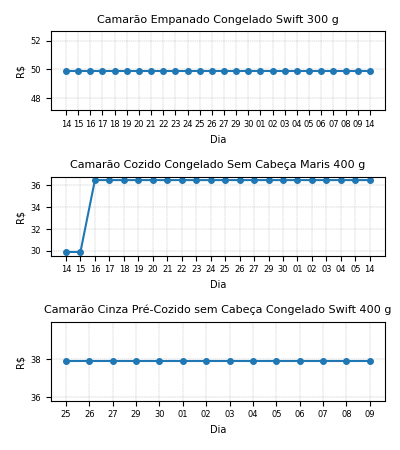 Camarão Empanado Congelado Swift 300 g
52
50
48
R$
14 15 16 17 18 19 20 21 22 23 24 25 26 27 29 30 01 02 03 04 05 06 07 08 09 14
Dia
Camarão Cozido Congelado Sem Cabeça Maris 400 g
36
34
32
30
R$
14 15 16 17 18 19 20 21 22 23 24 25 26 27 29 30 01 02 03 04 05 14
Dia
Camarão Cinza Pré-Cozido sem Cabeça Congelado Swift 400 g
38
36
R$
25 26 27 29 30 01 02 03 04 05 06 07 08 09
Dia